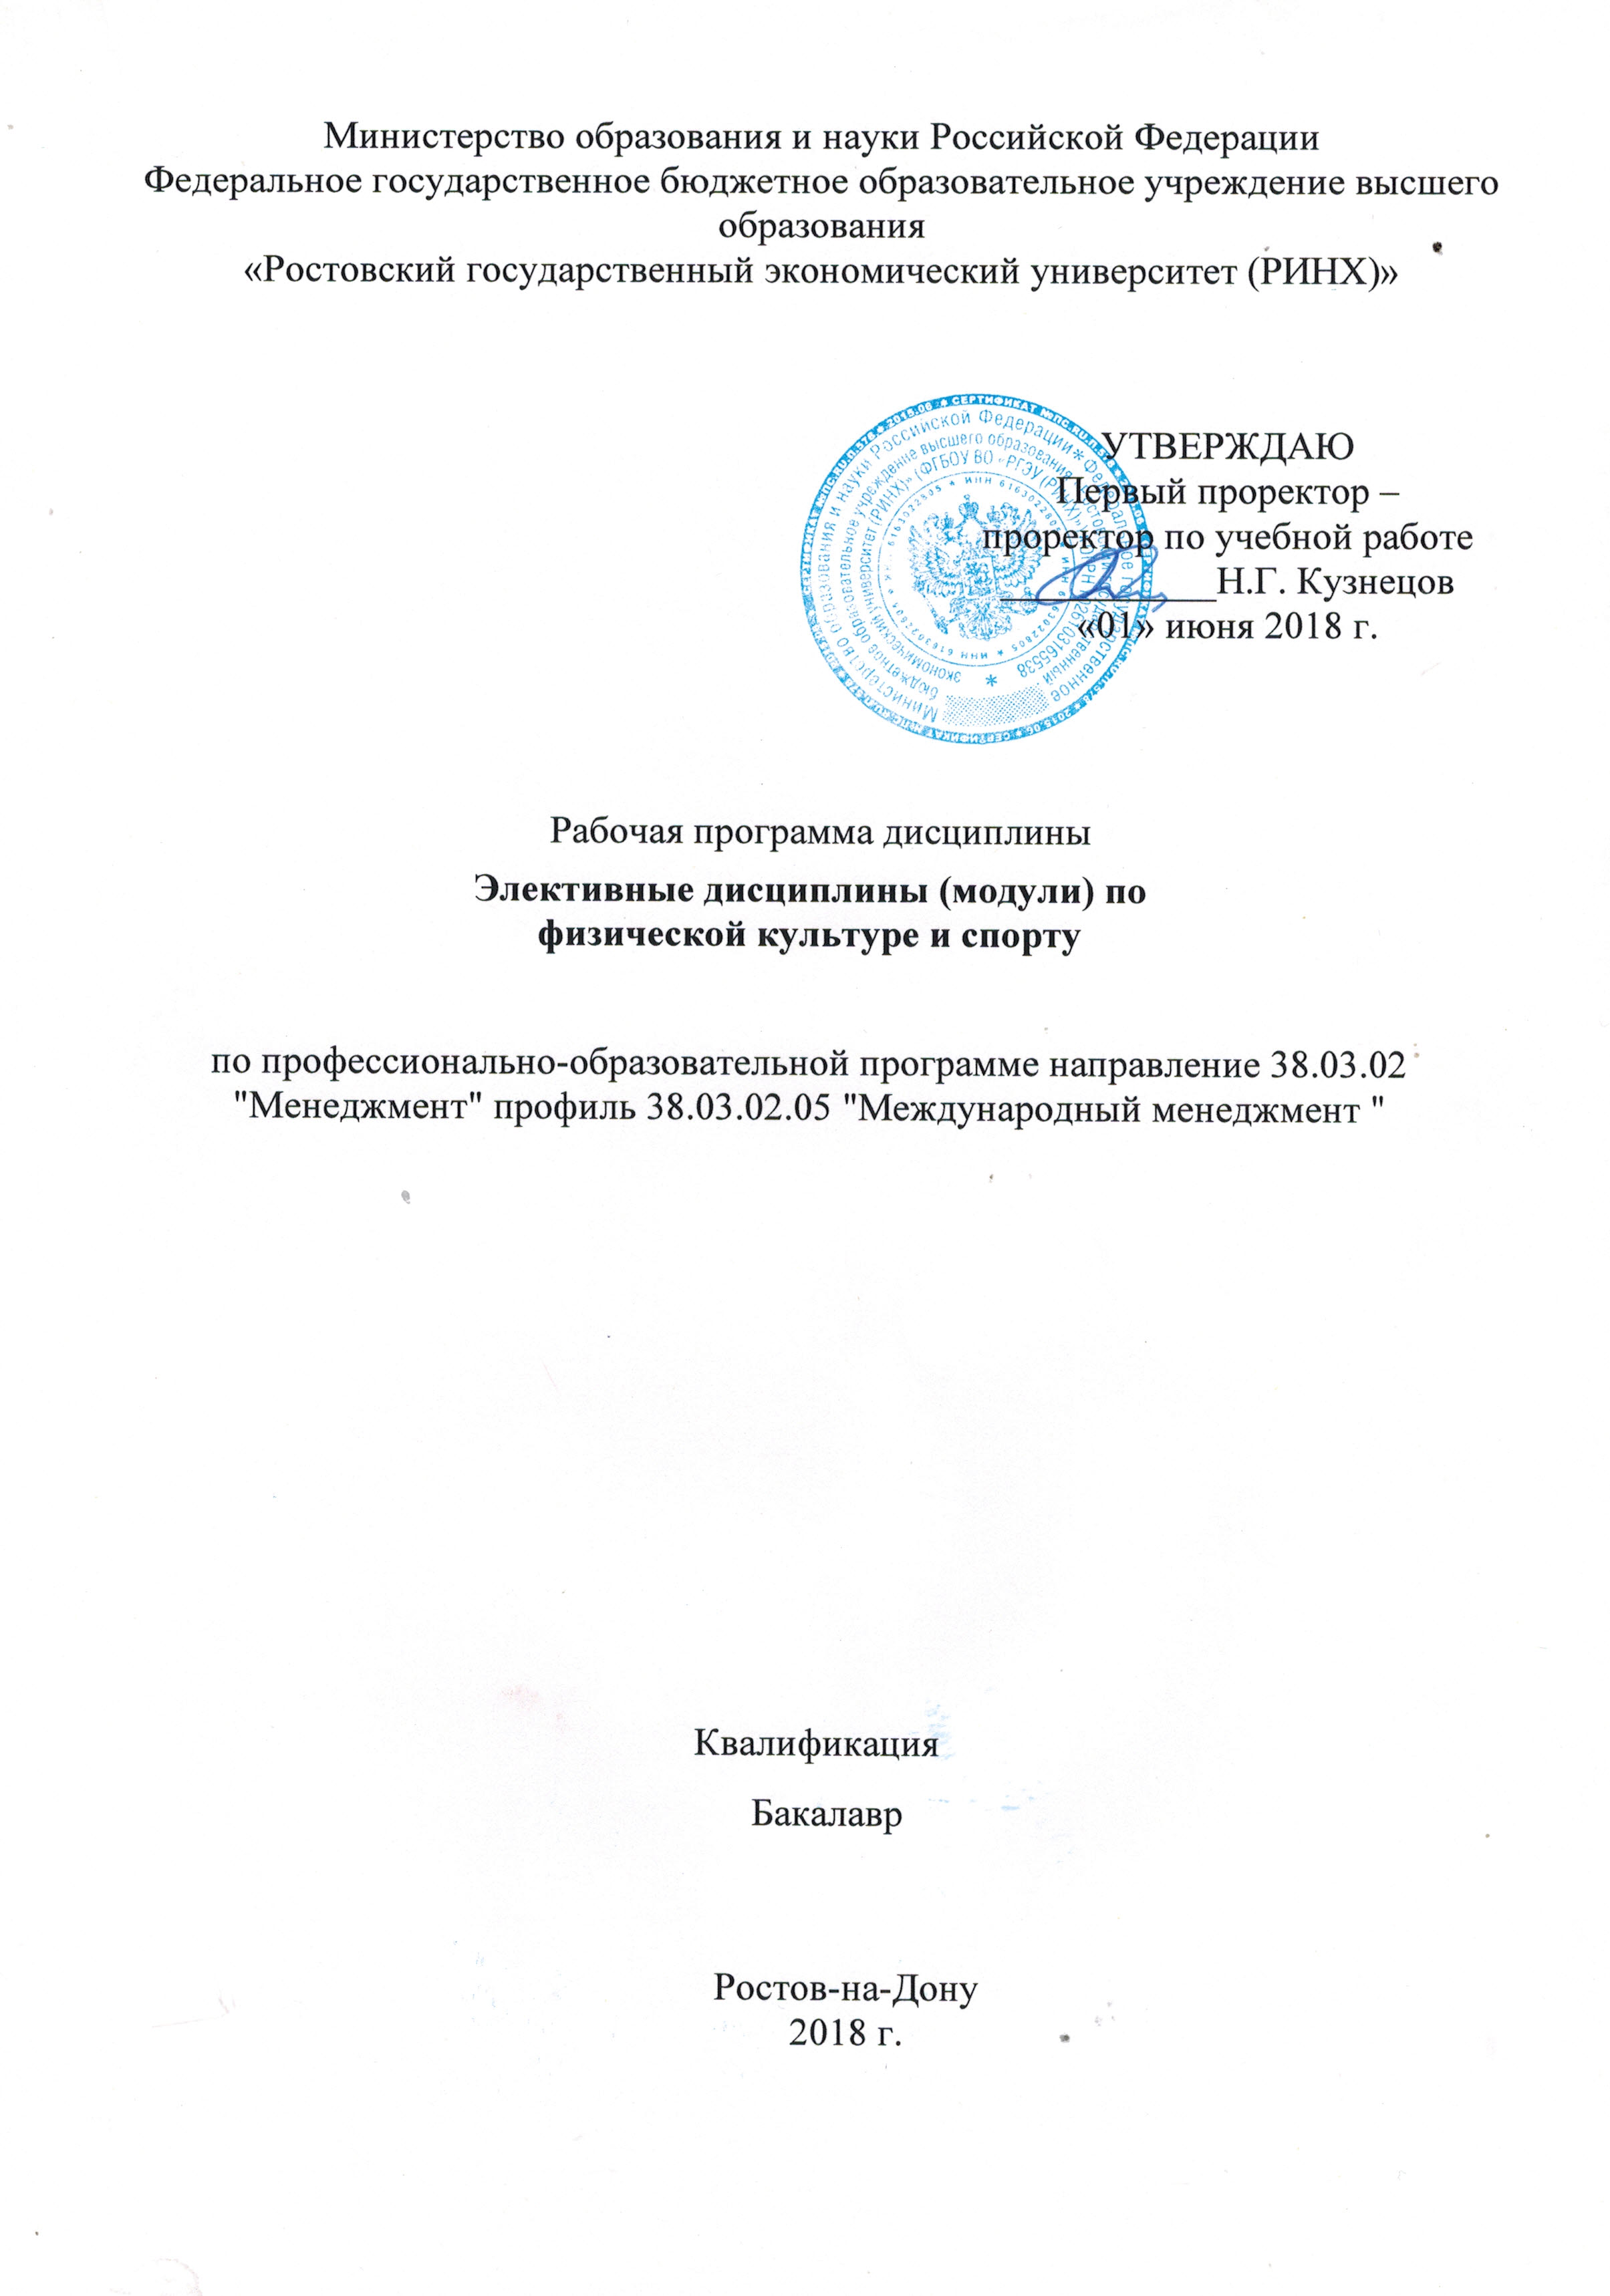 Министерство образования и науки Российской Федерации
Федеральное государственное бюджетное образовательное учреждение высшего
образования
«Ростовский государственный экономический университет (РИНХ)»
УТВЕРЖДАЮ
Первый проректор –
проректор по учебной работе
____________Н.Г. Кузнецов
«01» июня 2018 г.
Рабочая программа дисциплины
Элективные дисциплины (модули) по
физической культуре и спорту
по профессионально-образовательной программе направление 38.03.02
"Менеджмент" профиль 38.03.02.05 "Международный менеджмент "
Квалификация
Бакалавр
Ростов-на-Дону
2018 г.